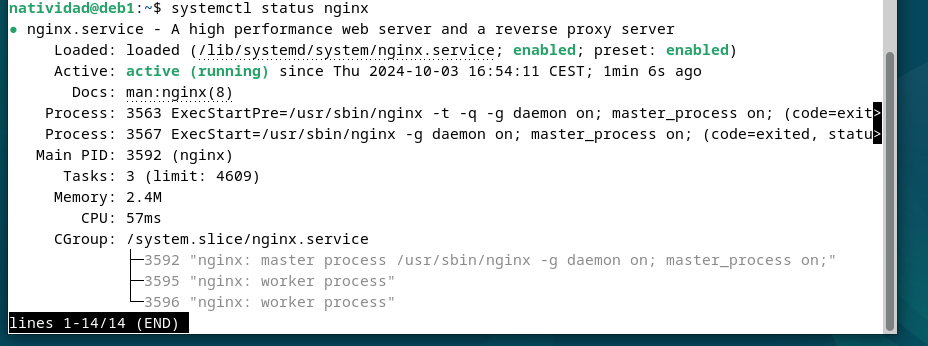 natividad@deb1:~$ systemctl status nginx
● nginx.service - A high performance web server and a reverse proxy server
     Loaded: loaded (/lib/systemd/system/nginx.service; enabled; preset: enabled)
     Active: active (running) since Thu 2024-10-03 16:54:11 CEST; 1min 6s ago
       Docs: man:nginx(8)
    Process: 3563 ExecStartPre=/usr/sbin/nginx -t -q -g daemon on; master_process on; (code=exit>
    Process: 3567 ExecStart=/usr/sbin/nginx -g daemon on; master_process on; (code=exited, statu>
   Main PID: 3592 (nginx)
      Tasks: 3 (limit: 4609)
     Memory: 2.4M
        CPU: 57ms
     CGroup: /system.slice/nginx.service
             ├─3592 "nginx: master process /usr/sbin/nginx -g daemon on; master_process on;"
             ├─3595 "nginx: worker process"
             └─3596 "nginx: worker process"
lines 1-14/14 (END)